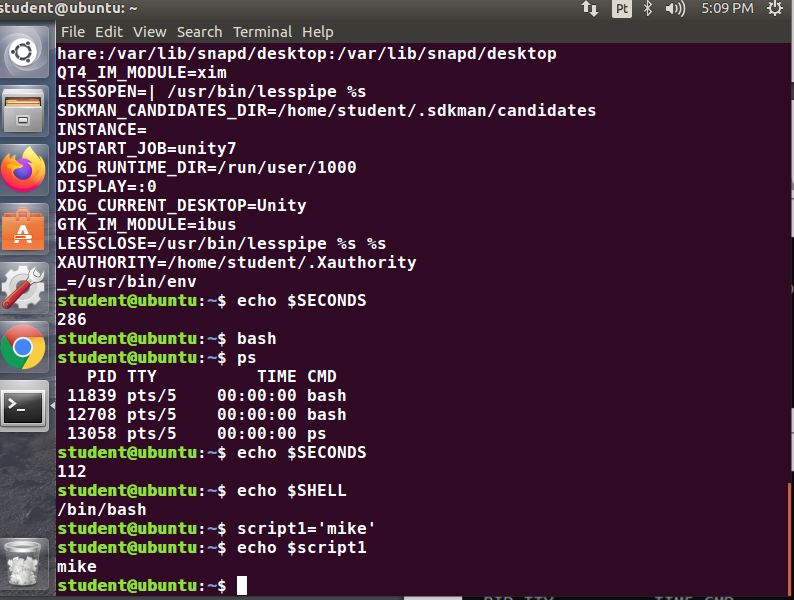 student@ubuntu: ~
Pt
5:09 PM
File Edit View Search Terminal Help
hare:/var/lib/snapd/desktop:/var/lib/snapd/desktop
QT4_IM_MODULE=xim
LESSOPEN=| /usr/bin/lesspipe %s
SDKMAN_CANDIDATES_DIR=/home/student/.sdkman/candidates
INSTANCE=
UPSTART_JOB=unity7
XDG_RUNTIME_DIR=/run/user/1000
DISPLAY=:0
XDG_CURRENT_DESKTOP=Unity
GTK_IM_MODULE=ibus
LESSCLOSE=/usr/bin/lesspipe %s %s
XAUTHORITY=/home/student/.Xauthority
_=/usr/bin/env
student@ubuntu:~$ echo $SECONDS
286
student@ubuntu:~$ bash
student@ubuntu:~$ ps
PID TTY TIME CMD
11839 pts/5 00:00:00 bash
12708 pts/5 00:00:00 bash
13058 pts/5 00:00:00 ps
student@ubuntu:~$ echo $SECONDS
112
student@ubuntu:~$ echo $SHELL
/bin/bash
student@ubuntu:~$ script1='mike'
student@ubuntu:~$ echo $script1
mike
student@ubuntu:~$
PID TTY TIME CMD